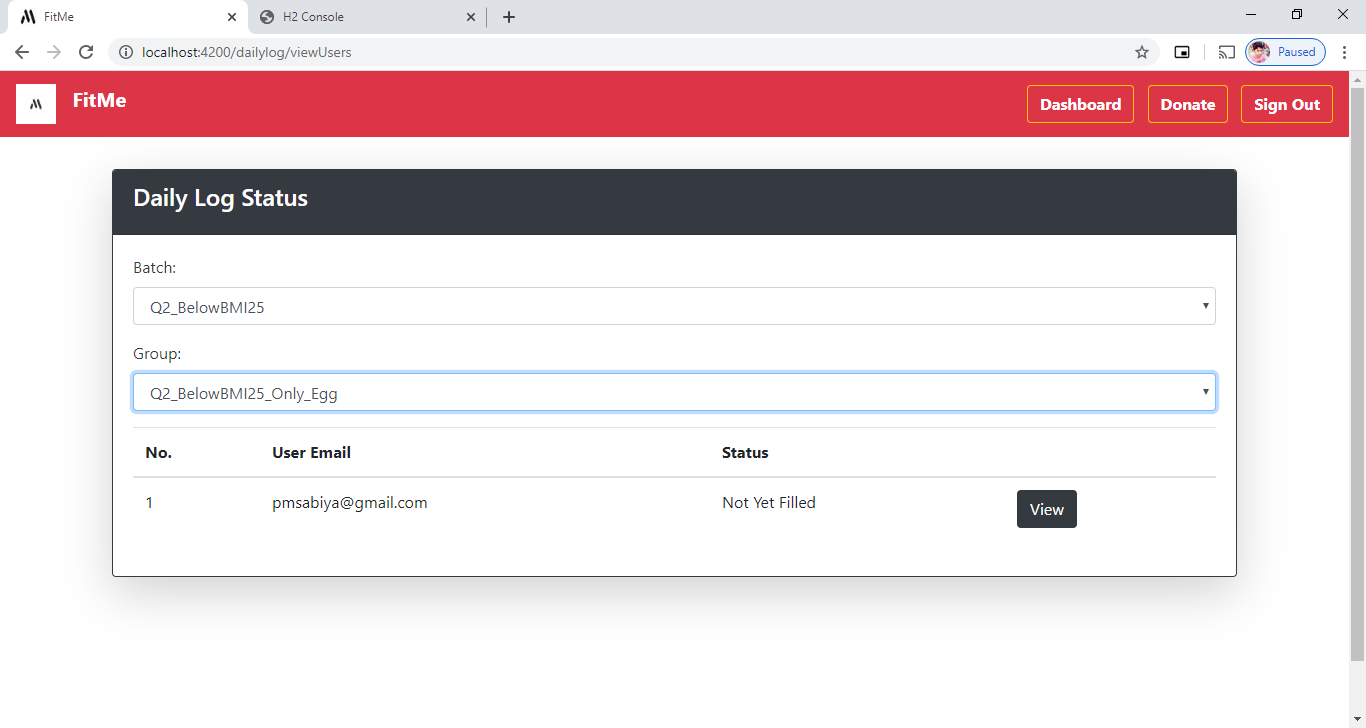 FitMe
H2 Console
localhost:4200/dailylog/viewUsers
Paused
FitMe
Dashboard
Donate
Sign Out
Daily Log Status
Batch:
Q2_BelowBMI25
Group:
Q2_BelowBMI25_Only_Egg
No. User Email Status
1 pmsabiya@gmail.com Not Yet Filled View